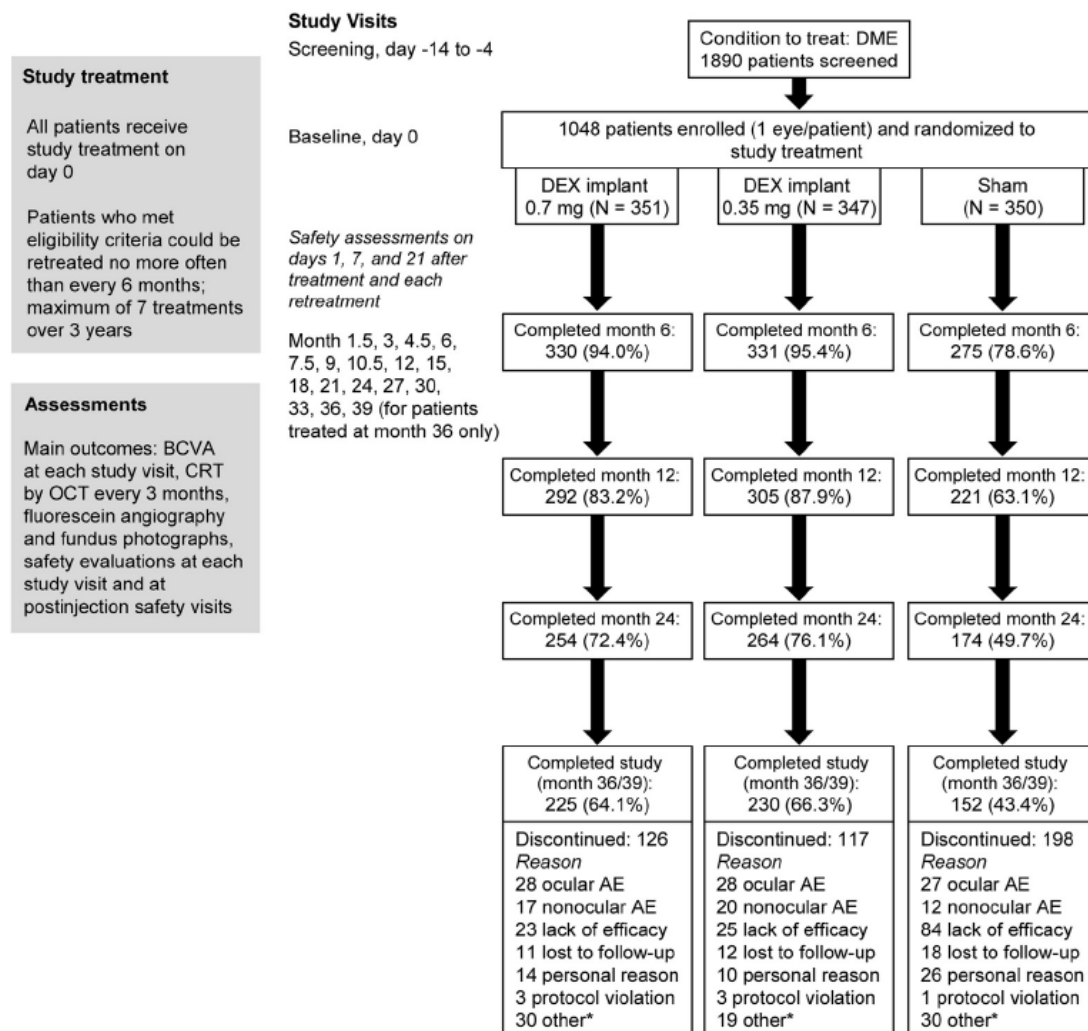 Study Visits
Screening, day -14 to -4
Condition to treat: DME
1890 patients screened
Study treatment
All patients receive
study treatment on
day 0
Patients who met
eligibility criteria could be
retreated no more often
than every 6 months;
maximum of 7 treatments
over 3 years
Baseline, day 0
1048 patients enrolled (1 eye/patient) and randomized to
study treatment
DEX implant
0.7 mg (N = 351)
DEX implant
0.35 mg (N = 347)
Sham
(N = 350)
Safety assessments on
days 1, 7, and 21 after
treatment and each
retreatment
Month 1.5, 3, 4.5, 6,
7.5, 9, 10.5, 12, 15,
18, 21, 24, 27, 30,
33, 36, 39 (for patients
treated at month 36 only)
Completed month 6:
330 (94.0%)
Completed month 6:
331 (95.4%)
Completed month 6:
275 (78.6%)
Assessments
Main outcomes: BCVA
at each study visit, CRT
by OCT every 3 months,
fluorescein angiography
and fundus photographs,
safety evaluations at each
study visit and at
postinjection safety visits
Completed month 12:
292 (83.2%)
Completed month 12:
305 (87.9%)
Completed month 12:
221 (63.1%)
Completed month 24:
254 (72.4%)
Completed month 24:
264 (76.1%)
Completed month 24:
174 (49.7%)
Completed study
(month 36/39):
225 (64.1%)
Discontinued: 126
Reason
28 ocular AE
17 nonocular AE
23 lack of efficacy
11 lost to follow-up
14 personal reason
3 protocol violation
30 other*
Completed study
(month 36/39):
230 (66.3%)
Discontinued: 117
Reason
28 ocular AE
20 nonocular AE
25 lack of efficacy
12 lost to follow-up
10 personal reason
3 protocol violation
19 other*
Completed study
(month 36/39):
152 (43.4%)
Discontinued: 198
Reason
27 ocular AE
12 nonocular AE
84 lack of efficacy
18 lost to follow-up
26 personal reason
1 protocol violation
30 other*